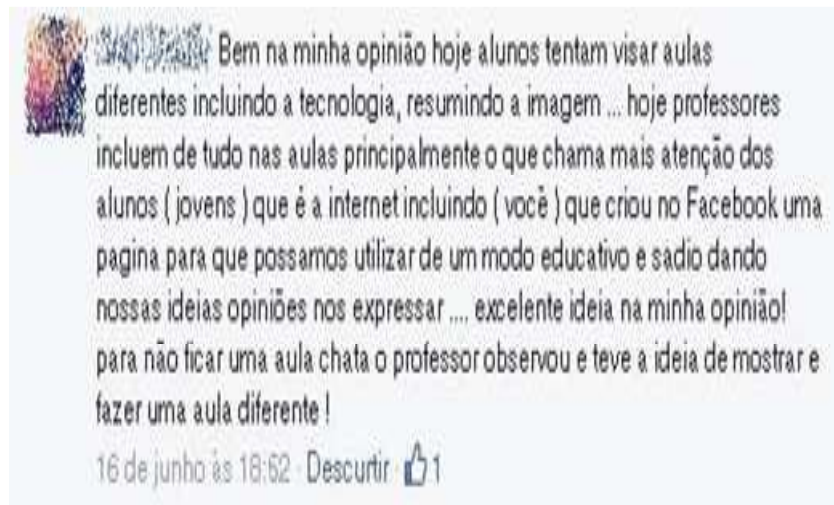 Bem na minha opinião hoje alunos tentam visar aulas
diferentes incluindo a tecnologia, resumindo a imagem ... hoje professores
incluem de tudo nas aulas principalmente o que chama mais atenção dos
alunos ( jovens ) que é a internet incluindo ( você ) que criou no Facebook uma
pagina para que possamos utilizar de um modo educativo e sadio dando
nossas ideias opiniões nos expressar .... excelente ideia na minha opinião!
para não ficar uma aula chata o professor observou e teve a ideia de mostrar e
fazer uma aula diferente !
16 de junho às 18:52 · Descurtir · 1